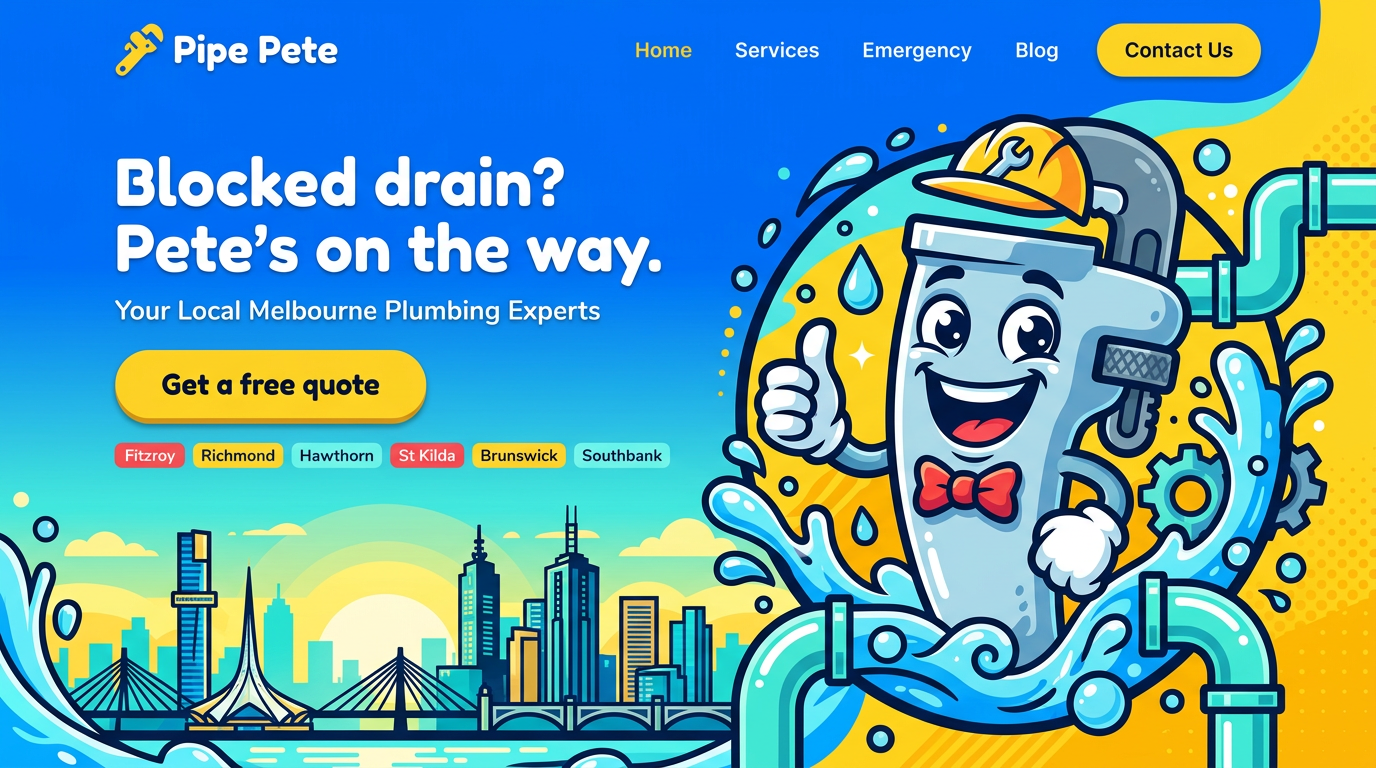 Pipe Pete
Home Services Emergency Blog Contact Us
Blocked drain?
Pete’s on the way.
Your Local Melbourne Plumbing Experts
Get a free quote
Fitzroy Richmond Hawthorn St Kilda Brunswick Southbank